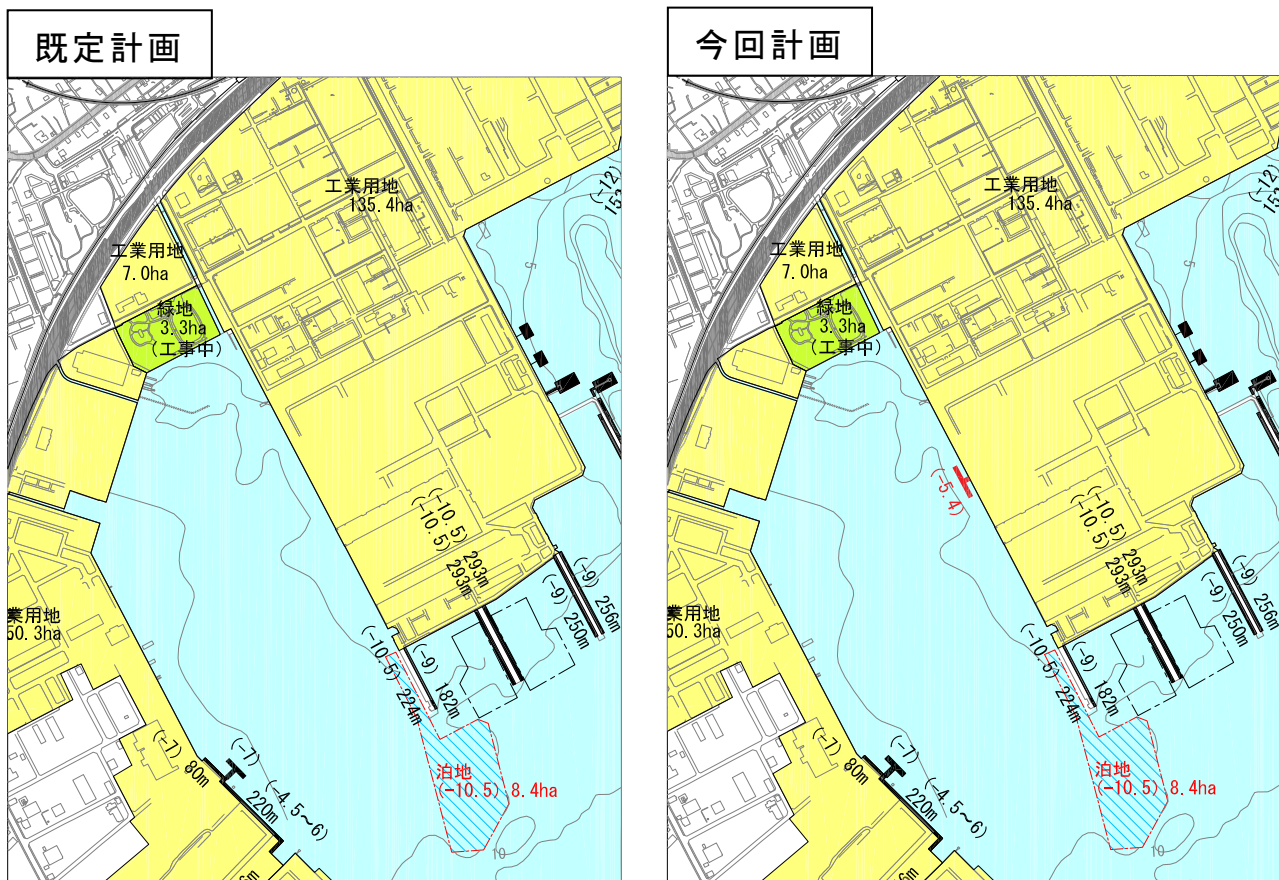 既定計画
工業用地
135.4ha
(-12)
工業用地
7.0ha
緑地
3.3ha
(工事中)
5
(-10.5) 293m
(-10.5) 293m
(-9) 256m
(-9) 250m
業用地
50.3ha
(-9) 182m
(-10.5) 224m
(-7) 80m
(-7) (-4.5~6)
220m
泊地
(-10.5) 8.4ha
10
今回計画
工業用地
135.4ha
(-12)
工業用地
7.0ha
緑地
3.3ha
(工事中)
5
(-5.4)
(-10.5) 293m
(-10.5) 293m
(-9) 256m
(-9) 250m
業用地
50.3ha
(-9) 182m
(-10.5) 224m
(-7) 80m
(-7) (-4.5~6)
220m
泊地
(-10.5) 8.4ha
10